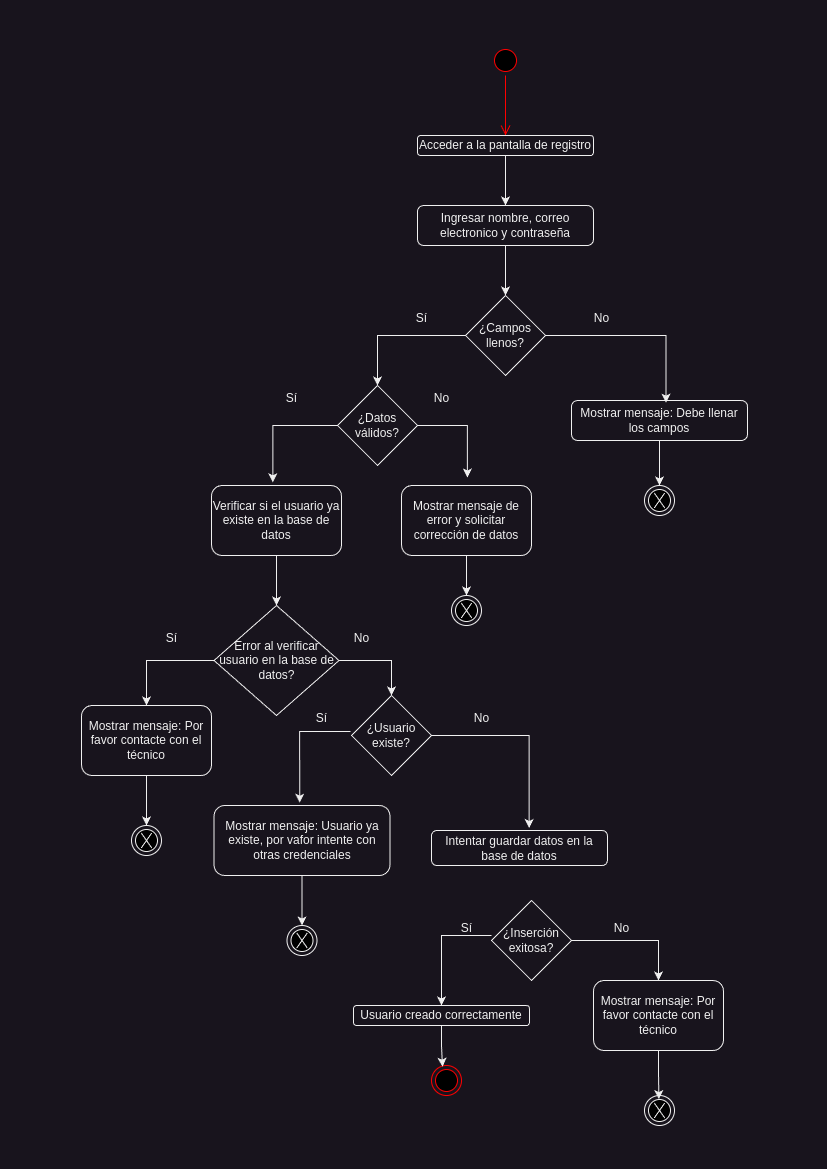 Acceder a la pantalla de registro
Ingresar nombre, correo
electronico y contraseña
¿Campos
llenos?
Sí
No
¿Datos
válidos?
Sí
No
Mostrar mensaje: Debe llenar
los campos
Verificar si el usuario ya
existe en la base de
datos
Mostrar mensaje de
error y solicitar
corrección de datos
Error al verificar
usuario en la base de
datos?
Sí
No
Mostrar mensaje: Por
favor contacte con el
técnico
¿Usuario
existe?
Sí
No
Mostrar mensaje: Usuario ya
existe, por vafor intente con
otras credenciales
Intentar guardar datos en la
base de datos
¿Inserción
exitosa?
Sí
No
Usuario creado correctamente
Mostrar mensaje: Por
favor contacte con el
técnico